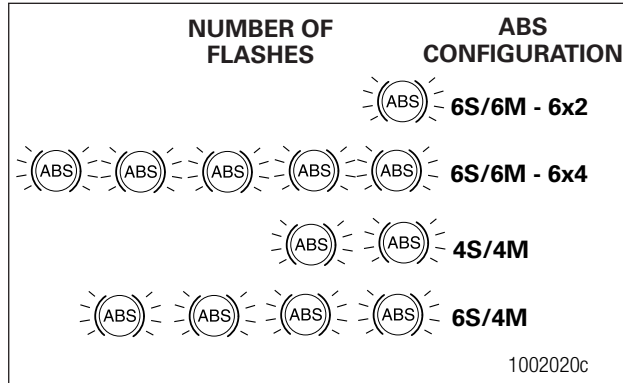 NUMBER OF FLASHES
ABS CONFIGURATION
ABS 6S/6M - 6x2
ABS ABS ABS ABS ABS 6S/6M - 6x4
ABS ABS 4S/4M
ABS ABS ABS ABS 6S/4M
1002020c